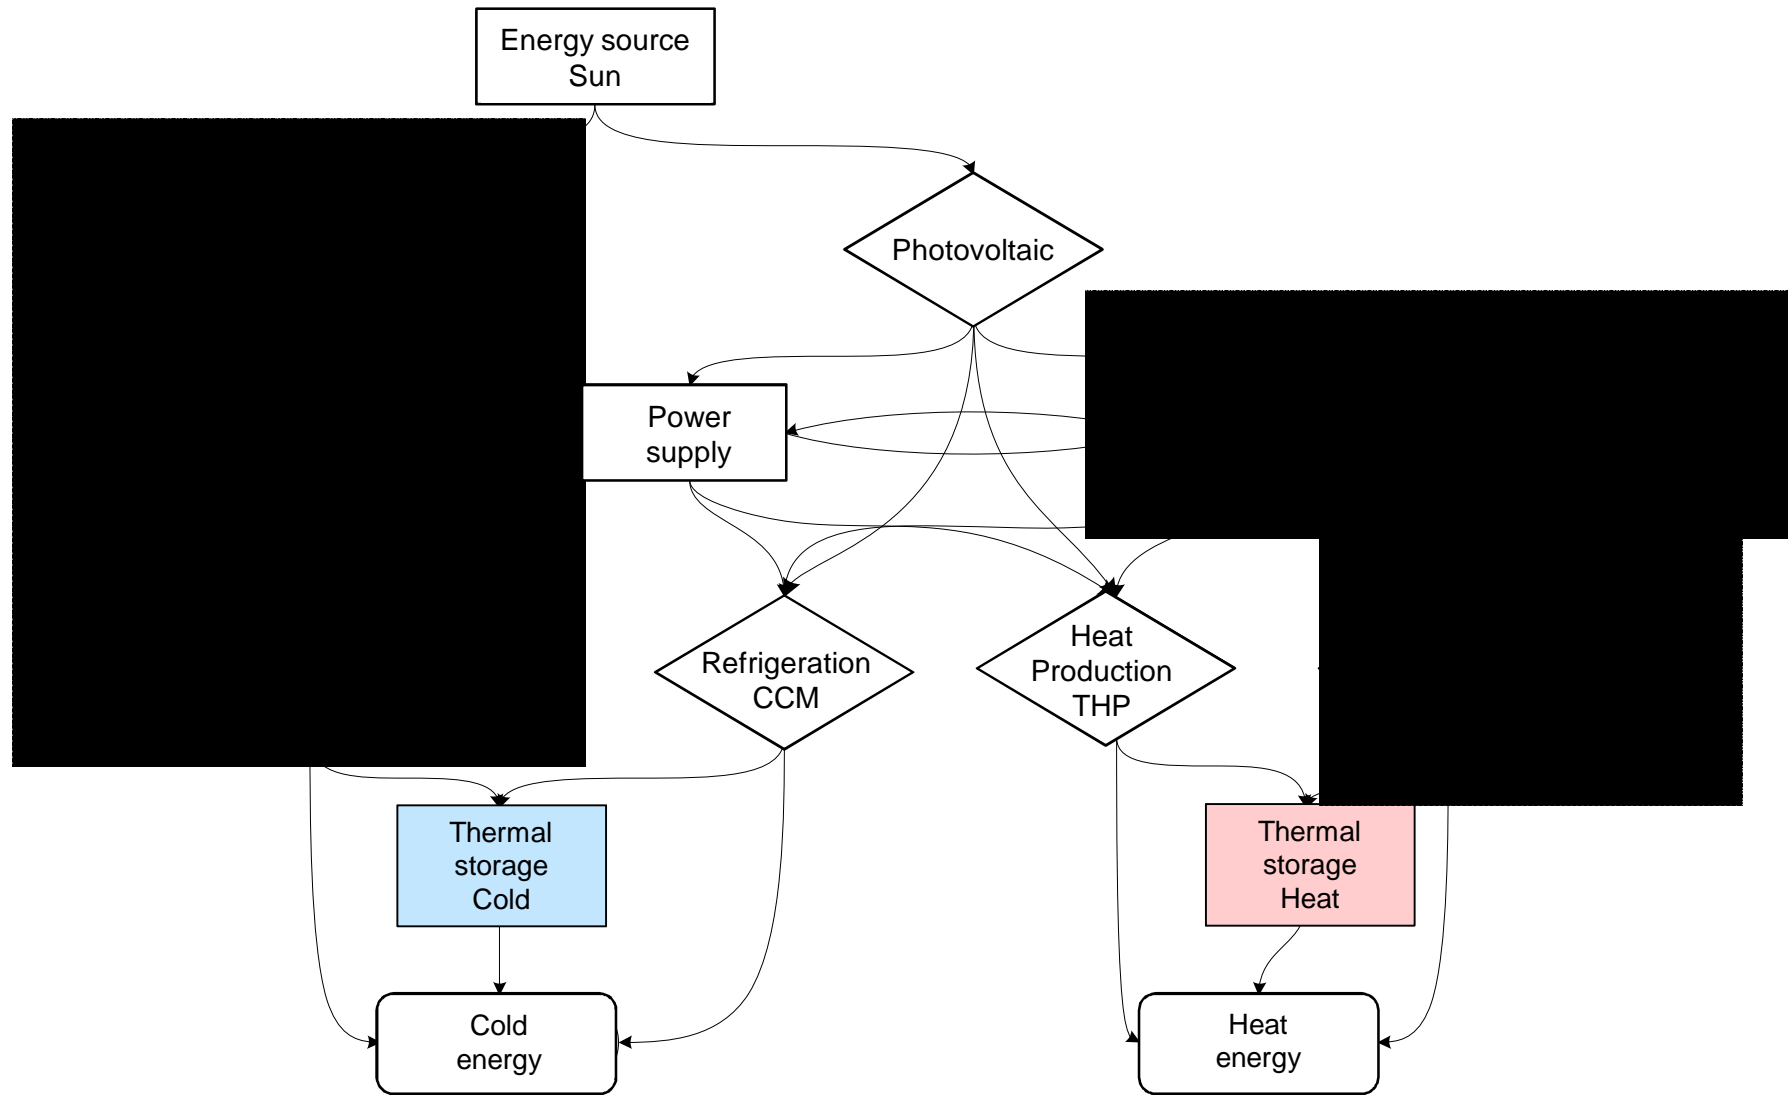 Energy source
Sun
Photovoltaic
Power
supply
Refrigeration
CCM
Heat
Production
THP
Thermal
storage
Cold
Thermal
storage
Heat
Cold
energy
Heat
energy